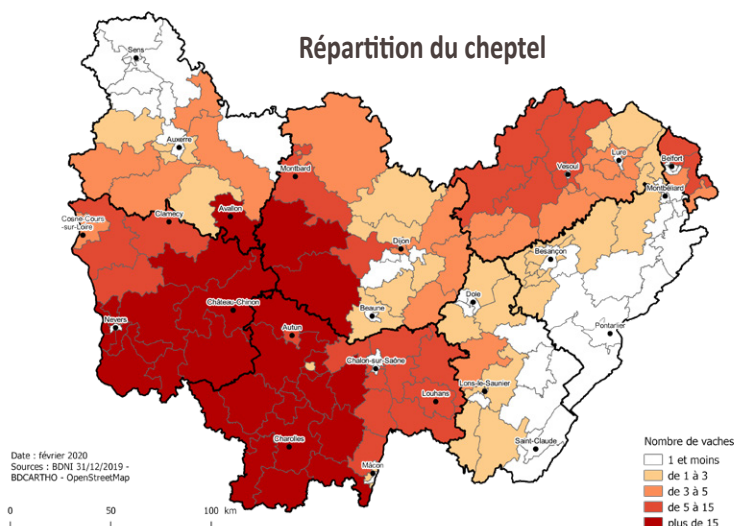 Répartition du cheptel
Sens
Auxerre
Montbard
Vesoul
Lure
Belfort
Montbéliard
Avallon
Cosne-Cours
-sur-Loire
Clamecy
Dijon
Besançon
Dole
Beaune
Château-Chinon
Nevers
Autun
Pontarlier
Chalon-sur-Saône
Lons-le-Saunier
Louhans
Charolles
Saint-Claude
Mâcon
Date : février 2020
Sources : BDNI 31/12/2019 -
BDCARTHO - OpenStreetMap
0 50 100 km
Nombre de vaches
1 et moins
de 1 à 3
de 3 à 5
de 5 à 15
plus de 15